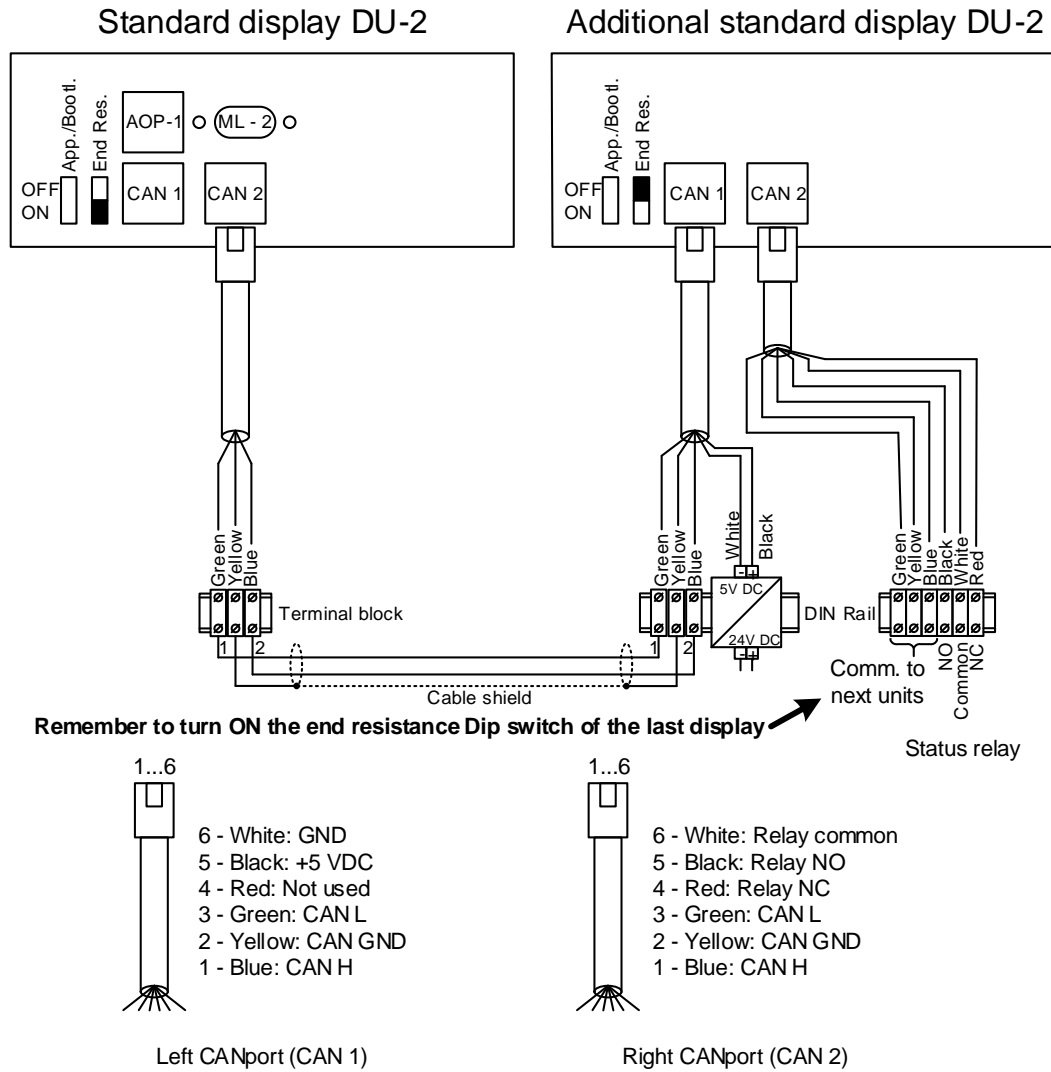 Standard display DU-2
Additional standard display DU-2
App./Bootl.
End Res.
AOP-1
ML - 2
OFF
ON
CAN 1
CAN 2
App./Bootl.
End Res.
OFF
ON
CAN 1
CAN 2
Green
Yellow
Blue
Terminal block
1
2
Green
Yellow
Blue
White
Black
- +
5V DC
24V DC
- +
1
2
DIN Rail
Green
Yellow
Blue
Black
White
Red
Comm. to
next units
NO
Common
NC
Status relay
Cable shield
Remember to turn ON the end resistance Dip switch of the last display
1...6
6 - White: GND
5 - Black: +5 VDC
4 - Red: Not used
3 - Green: CAN L
2 - Yellow: CAN GND
1 - Blue: CAN H
Left CANport (CAN 1)
1...6
6 - White: Relay common
5 - Black: Relay NO
4 - Red: Relay NC
3 - Green: CAN L
2 - Yellow: CAN GND
1 - Blue: CAN H
Right CANport (CAN 2)